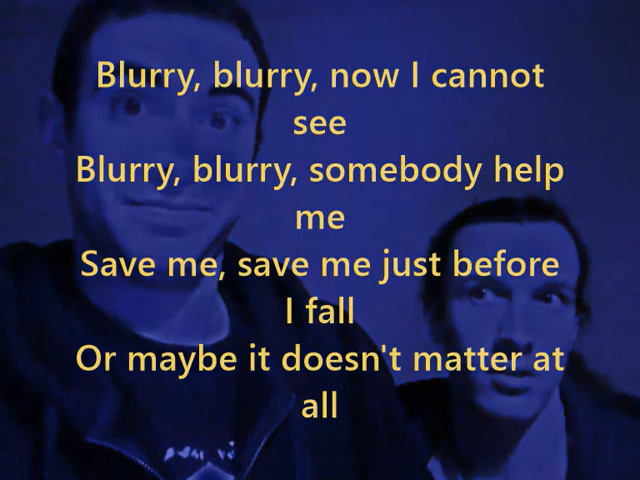 Blurry, blurry, now I cannot
see
Blurry, blurry, somebody help
me
Save me, save me just before
I fall
Or maybe it doesn't matter at
all